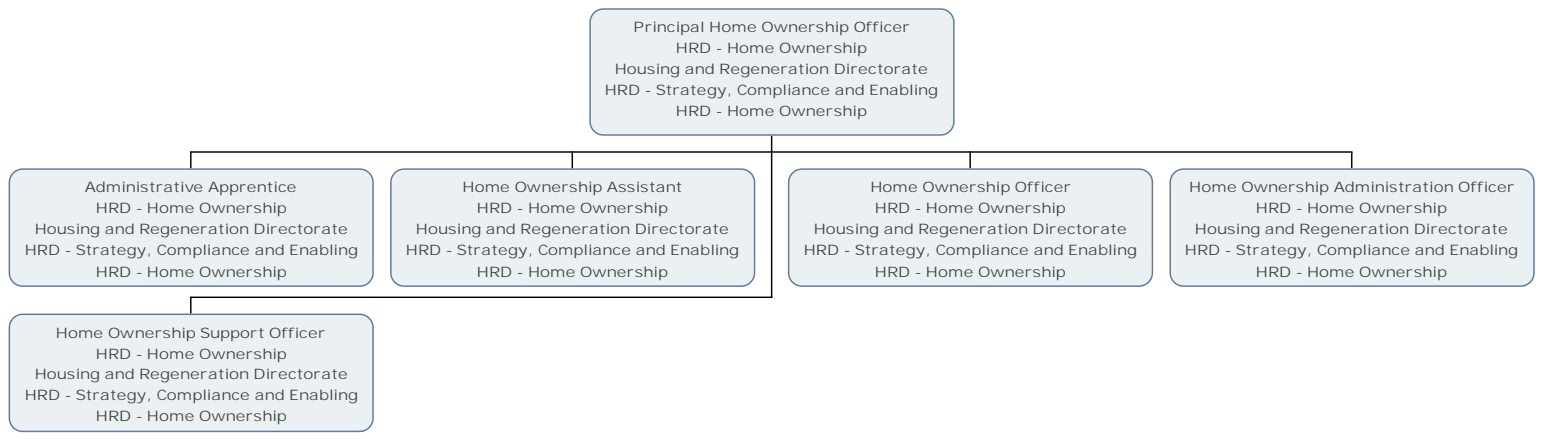 Principal Home Ownership Officer
HRD - Home Ownership
Housing and Regeneration Directorate
HRD - Strategy, Compliance and Enabling
HRD - Home Ownership
Administrative Apprentice
HRD - Home Ownership
Housing and Regeneration Directorate
HRD - Strategy, Compliance and Enabling
HRD - Home Ownership
Home Ownership Assistant
HRD - Home Ownership
Housing and Regeneration Directorate
HRD - Strategy, Compliance and Enabling
HRD - Home Ownership
Home Ownership Officer
HRD - Home Ownership
Housing and Regeneration Directorate
HRD - Strategy, Compliance and Enabling
HRD - Home Ownership
Home Ownership Administration Officer
HRD - Home Ownership
Housing and Regeneration Directorate
HRD - Strategy, Compliance and Enabling
HRD - Home Ownership
Home Ownership Support Officer
HRD - Home Ownership
Housing and Regeneration Directorate
HRD - Strategy, Compliance and Enabling
HRD - Home Ownership